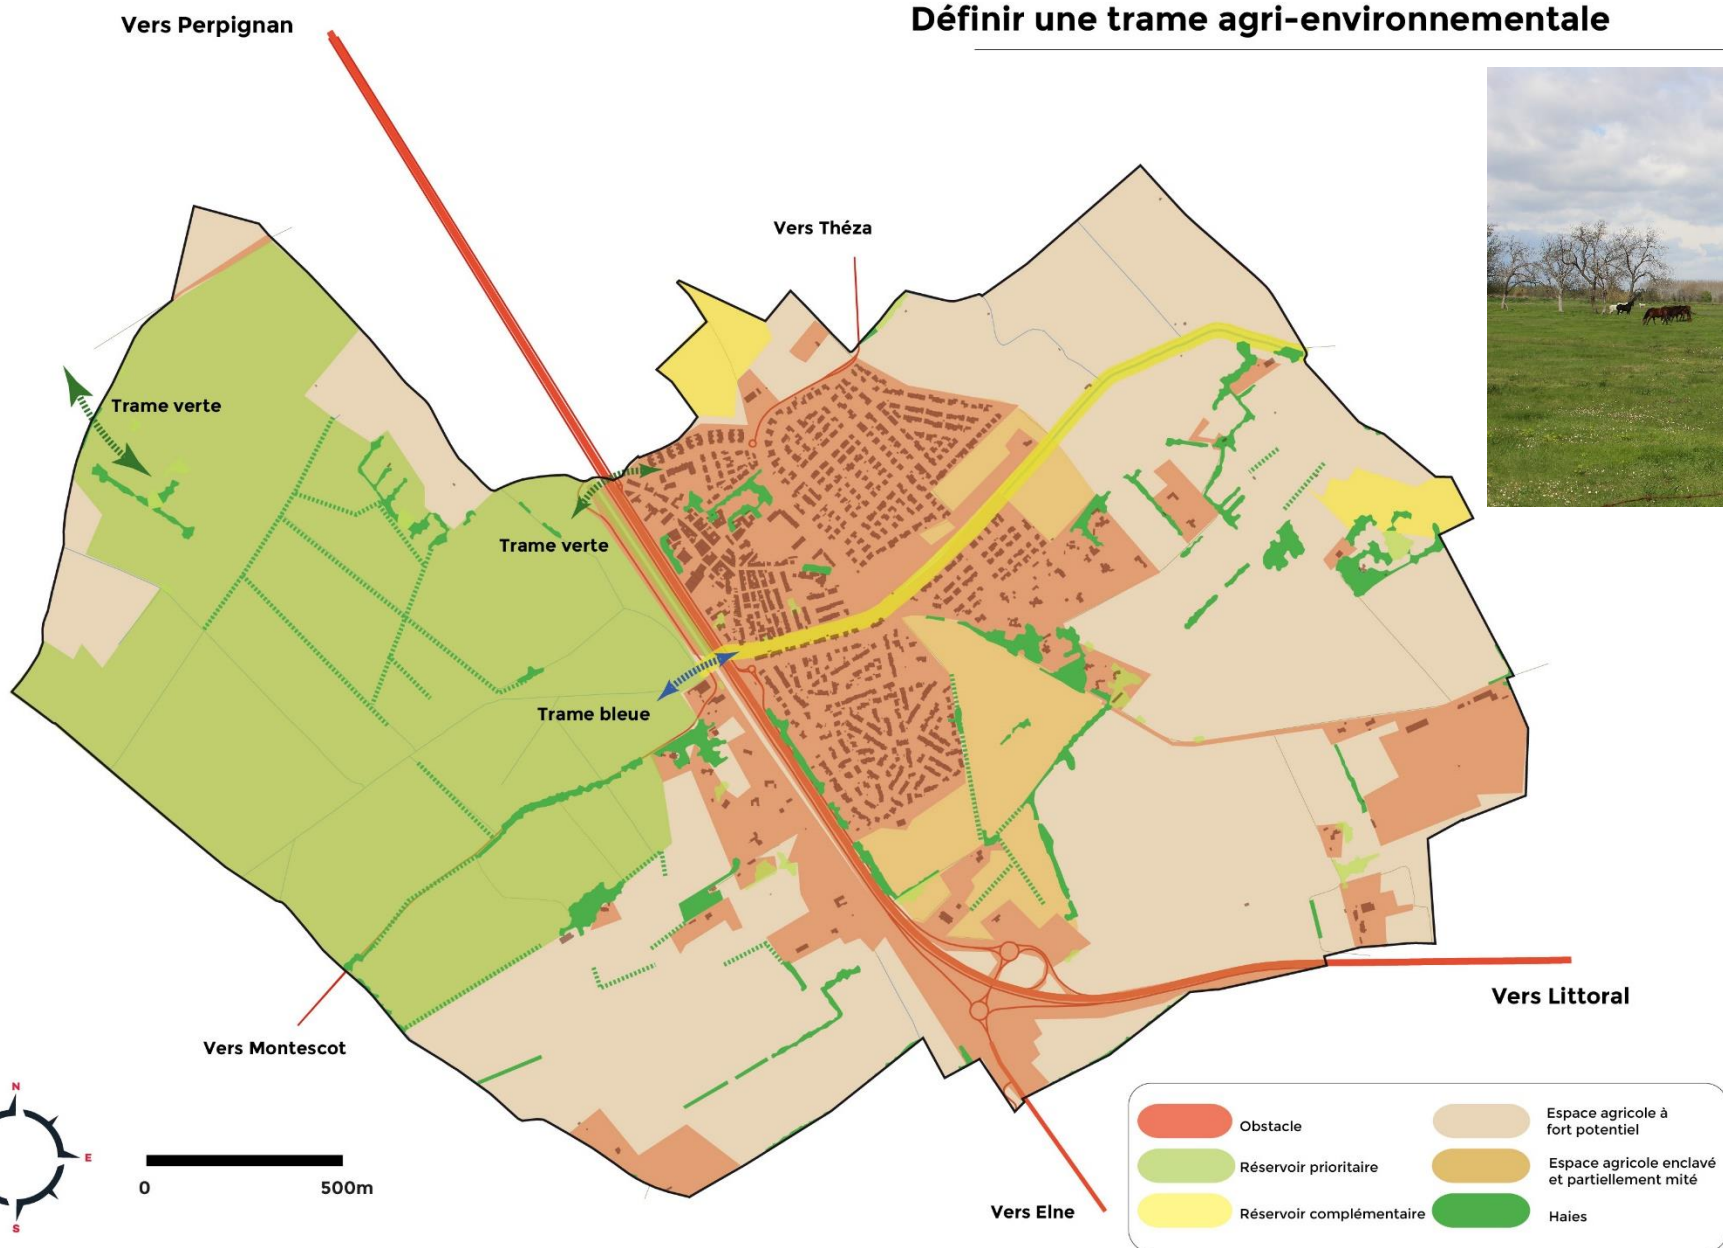 Définir une trame agri-environnementale
Vers Perpignan
Vers Théza
Trame verte
Trame verte
Trame bleue
Vers Littoral
Vers Montescot
Vers Elne
N
E
S
0 500m
Obstacle
Réservoir prioritaire
Réservoir complémentaire
Espace agricole à
fort potentiel
Espace agricole enclavé
et partiellement mité
Haies